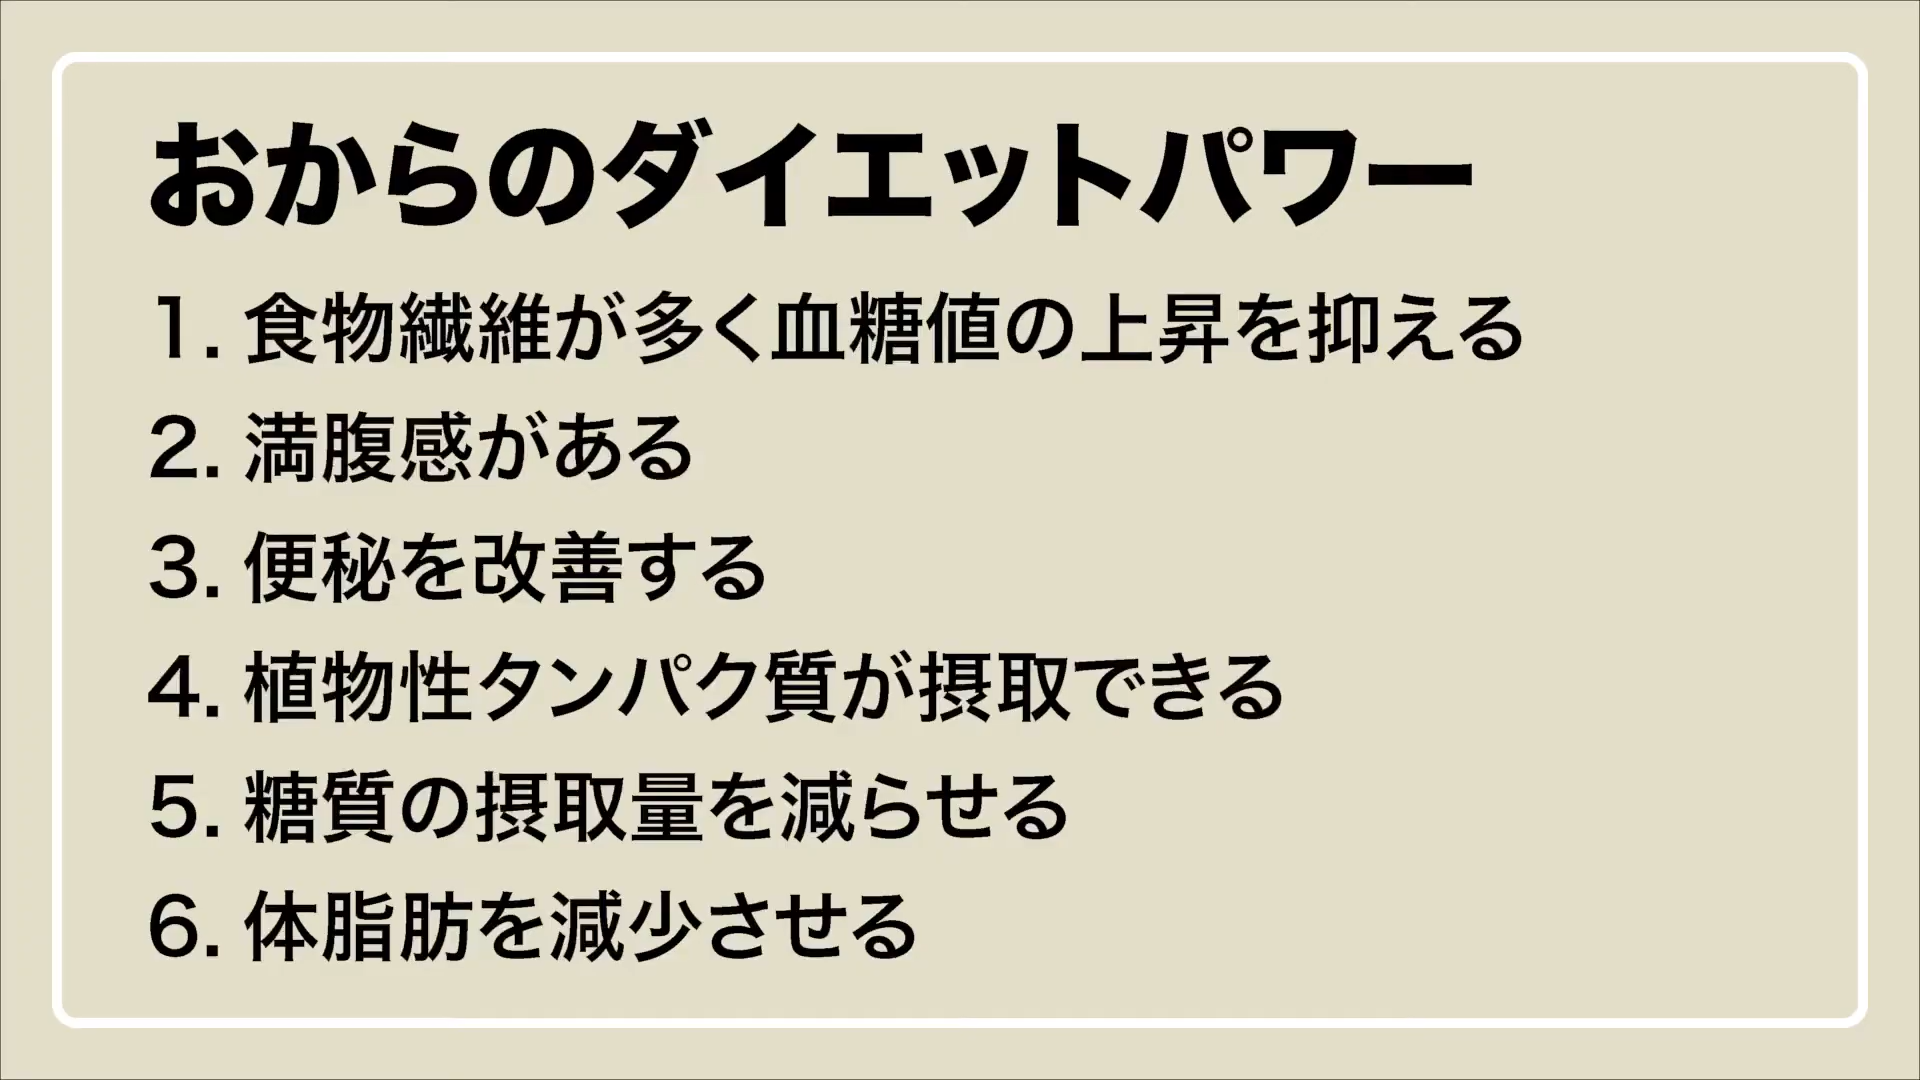 おからのダイエットパワー
1. 食物繊維が多く血糖値の上昇を抑える
2. 満腹感がある
3. 便秘を改善する
4. 植物性タンパク質が摂取できる
5. 糖質の摂取量を減らせる
6. 体脂肪を減少させる